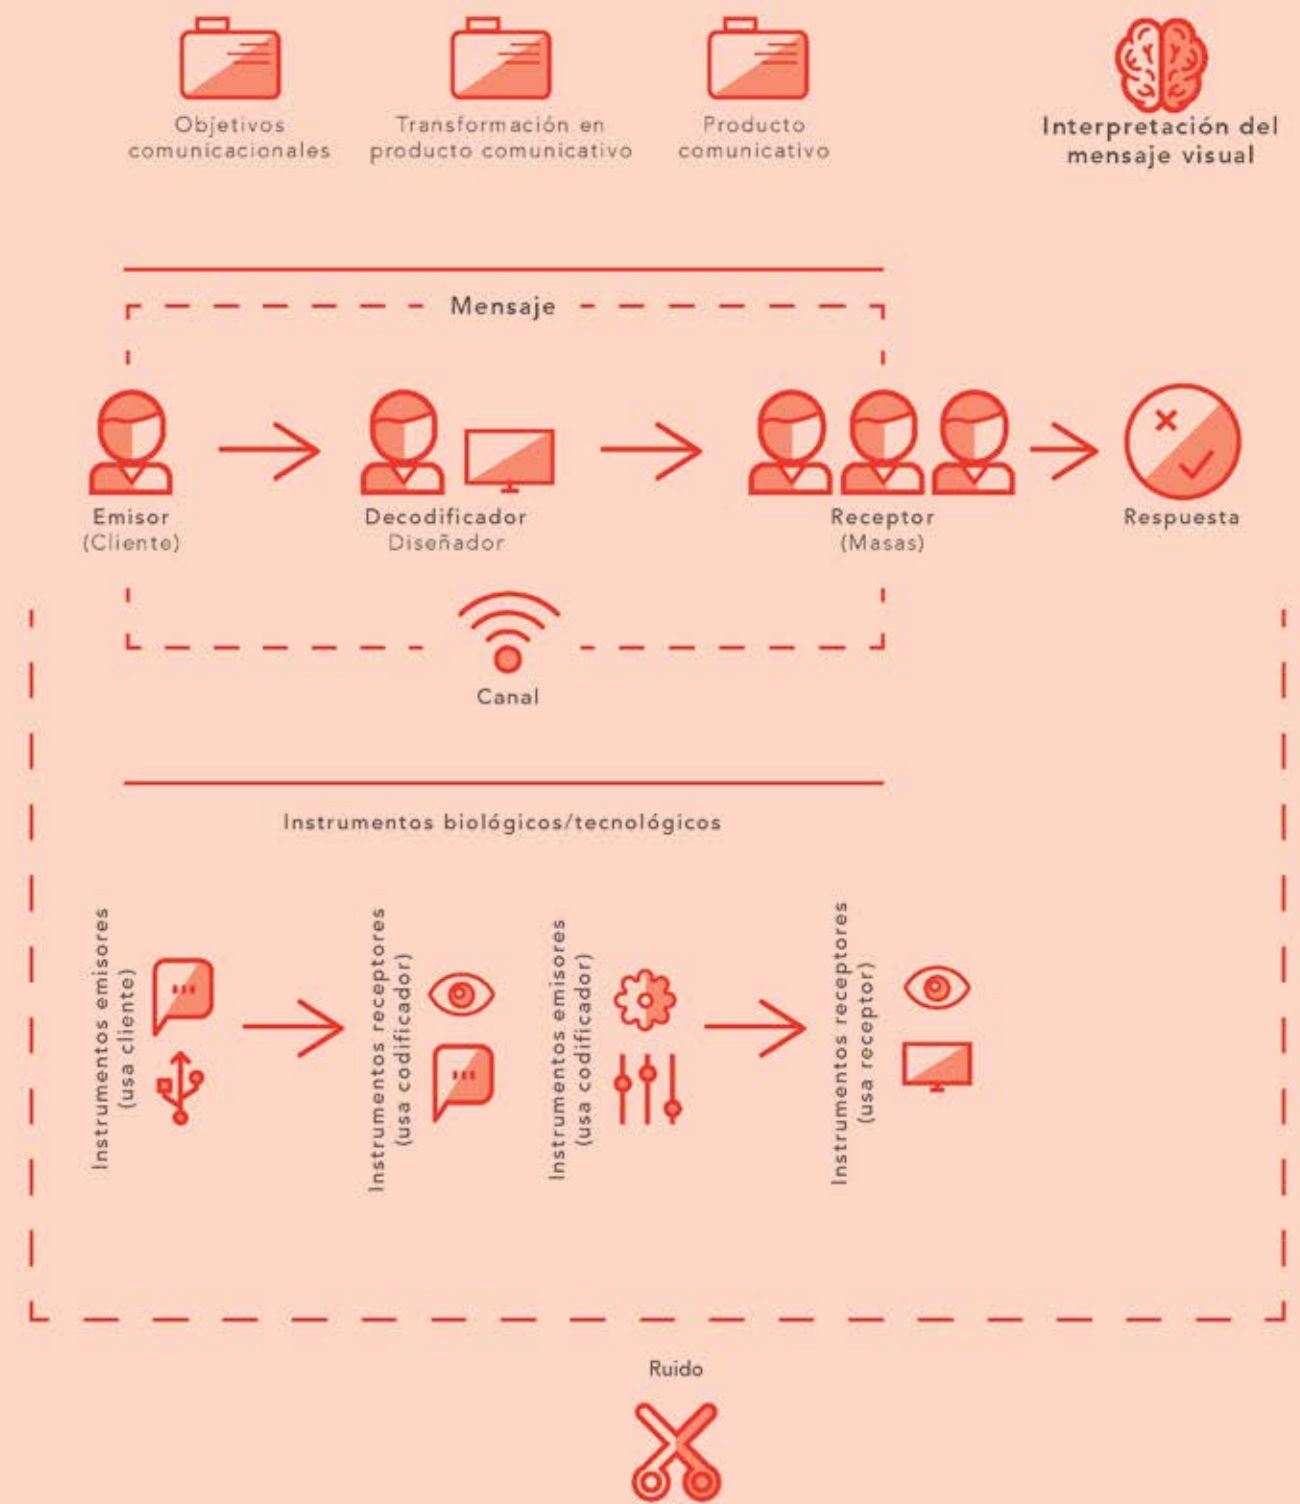 Objetivos
comunicacionales
Transformación en
producto comunicativo
Producto
comunicativo
Interpretación del
mensaje visual
Mensaje
Emisor
(Cliente)
Decodificador
Diseñador
Receptor
(Masas)
Respuesta
Canal
Instrumentos biológicos/tecnológicos
Instrumentos emisores
(usa cliente)
Instrumentos receptores
(usa codificador)
Instrumentos emisores
(usa codificador)
Instrumentos receptores
(usa receptor)
Ruido